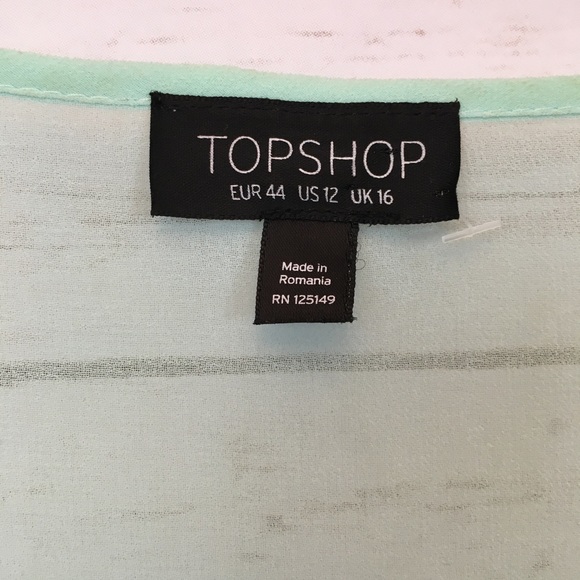 TOPSHOP
EUR 44 US 12 UK 16
Made in
Romania
RN 125149